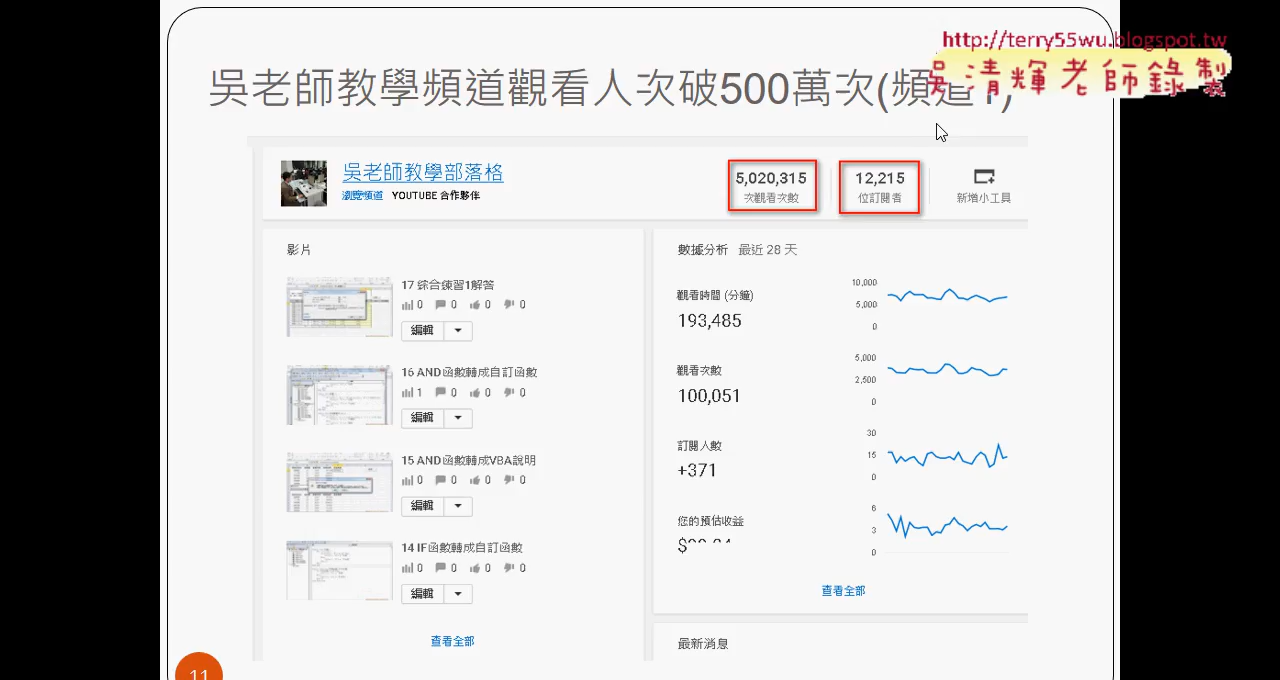 http://terry55wu.blogspot.tw
吳清輝老師錄製
吳老師教學頻道觀看人次破500萬次(頻道1)
吳老師教學部落格
瀏覽頻道 YOUTUBE 合作夥伴
5,020,315
次觀看次數
12,215
位訂閱者
新增小工具
影片
17 綜合練習1解答
0 0 0 0
編輯
16 AND函數轉成自訂函數
1 0 0 0
編輯
15 AND函數轉成VBA說明
0 0 0 0
編輯
14 IF函數轉成自訂函數
0 0 0 0
編輯
查看全部
數據分析 最近 28 天
觀看時間 (分鐘)
193,485
10,000
5,000
0
觀看次數
100,051
5,000
2,500
0
訂閱人數
+371
30
15
0
您的預估收益
6
3
0
查看全部
最新消息
11